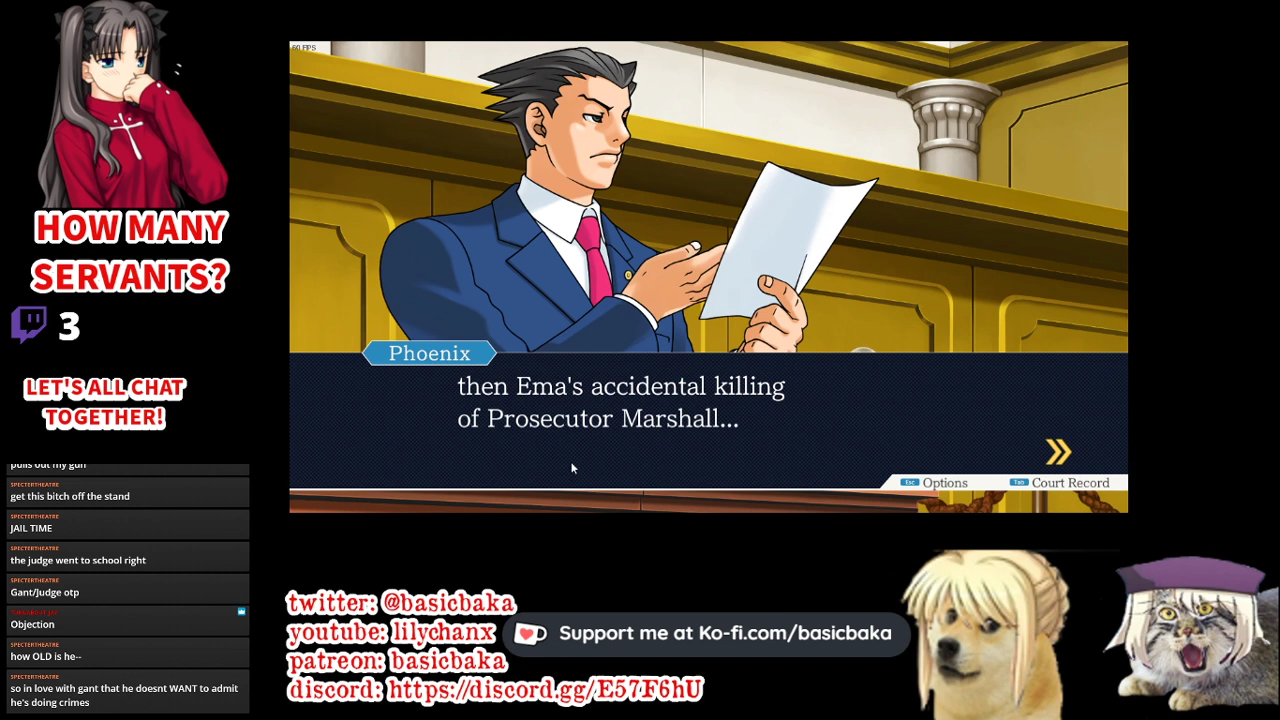 60 FPS
HOW MANY
SERVANTS?
3
LET'S ALL CHAT
TOGETHER!
pulls out my gun
SPECTERTHEATRE
get this bitch off the stand
SPECTERTHEATRE
JAIL TIME
SPECTERTHEATRE
the judge went to school right
SPECTERTHEATRE
Gant/Judge otp
Objection
SPECTERTHEATRE
how OLD is he--
SPECTERTHEATRE
so in love with gant that he doesnt WANT to admit
he's doing crimes
Phoenix
then Ema's accidental killing
of Prosecutor Marshall...
Esc Options
Tab Court Record
twitter: @basicbaka
youtube: lilychanx
patreon: basicbaka
discord: https://discord.gg/E57F6hU
Support me at Ko-fi.com/basicbaka